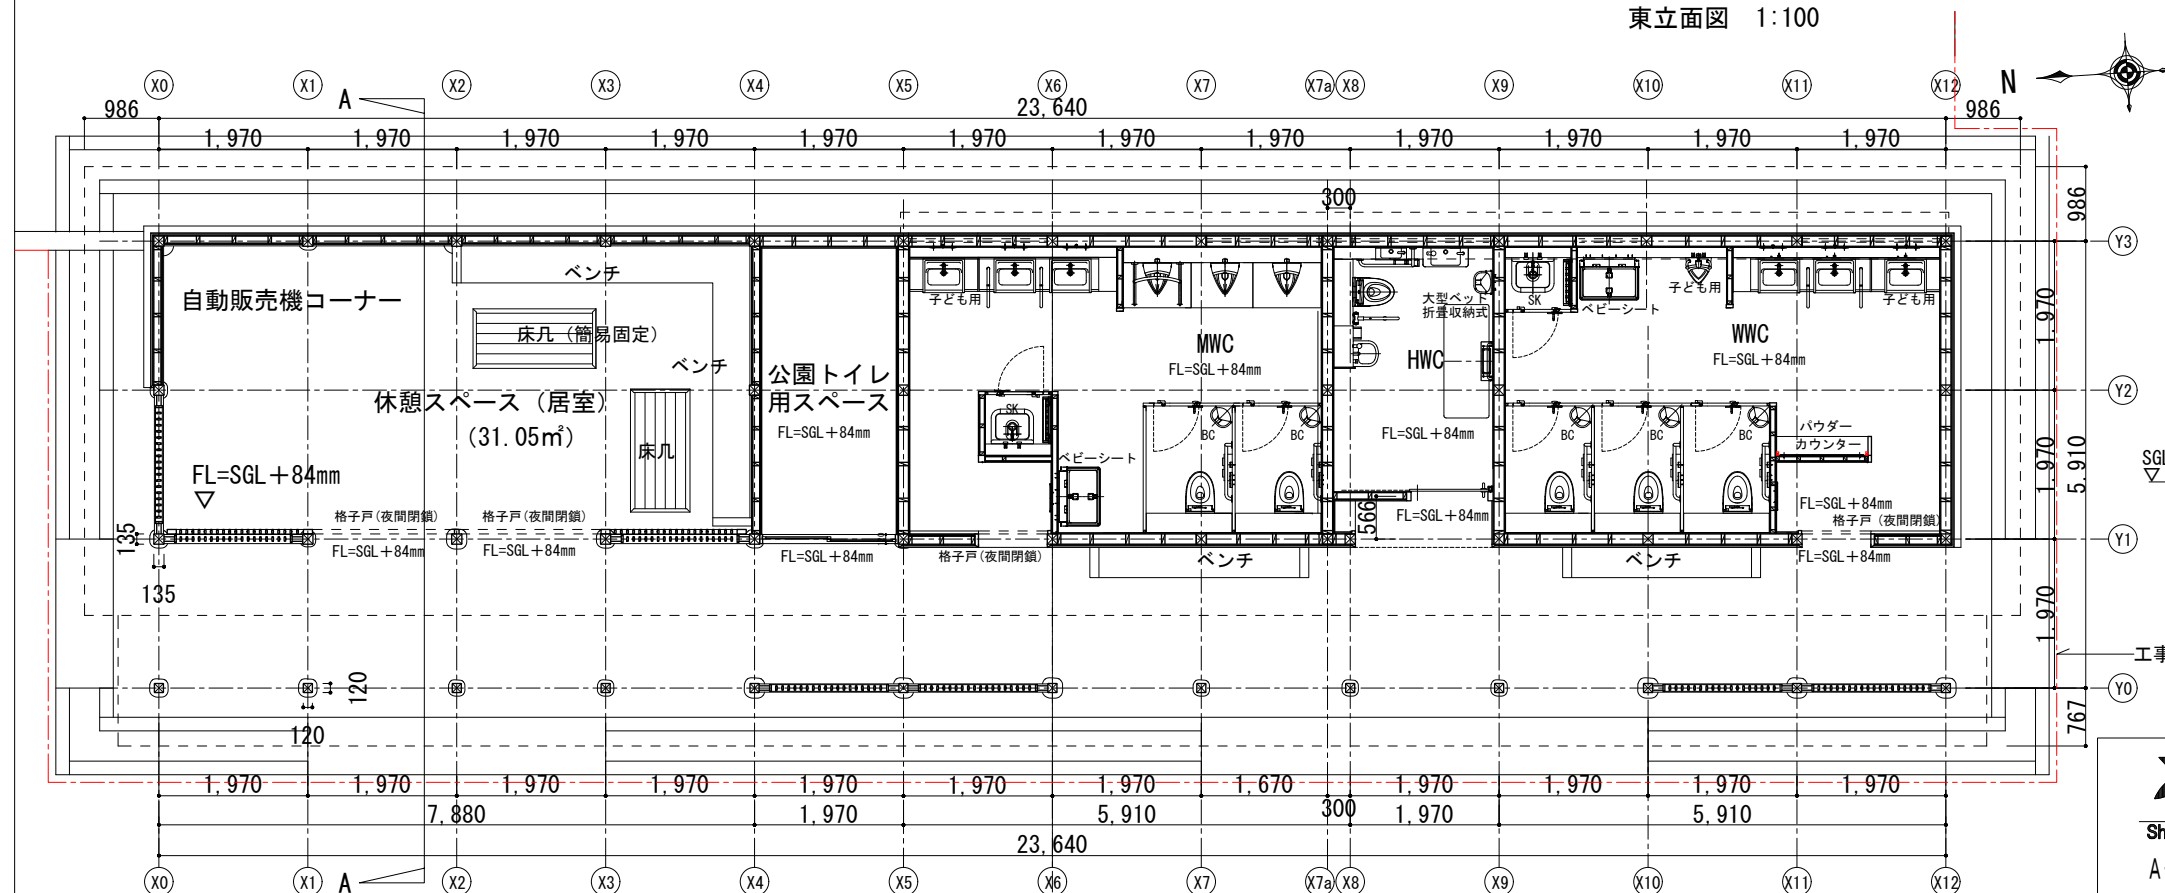 東立面図 1:100
N
X0 X1 X2 X3 X4 X5 X6 X7 X7a X8 X9 X10 X11 X12
A
986 23,640 986
1,970 1,970 1,970 1,970 1,970 1,970 1,970 1,970 1,970 1,970 1,970 1,970
300
986
Y3
ベンチ
自動販売機コーナー
床几（簡易固定）
ベンチ
休憩スペース（居室）
（31.05㎡）
床几
FL=SGL＋84mm
公園トイレ
用スペース
FL=SGL＋84mm
子ども用
MWC
FL=SGL＋84mm
SK
ベビーシート
BC
BC
大型ベット
折畳収納式
HWC
FL=SGL＋84mm
FL=SGL＋84mm
566
SK
ベビーシート
子ども用
子ども用
WWC
FL=SGL＋84mm
BC
BC
BC
パウダー
カウンター
FL=SGL＋84mm
格子戸(夜間閉鎖)
FL=SGL＋84mm
1,970
Y2
1,970
5,910
SGL
Y1
1,970
工事
Y0
767
135
135
格子戸(夜間閉鎖)
格子戸(夜間閉鎖)
FL=SGL＋84mm
FL=SGL＋84mm
FL=SGL＋84mm
格子戸(夜間閉鎖)
ベンチ
ベンチ
120
120
1,970 1,970 1,970 1,970 1,970 1,970 1,970 1,670 1,970 1,970 1,970 1,970
7,880 1,970 5,910 300 1,970 5,910
23,640
X0 X1 X2 X3 X4 X5 X6 X7 X7a X8 X9 X10 X11 X12
A
Sh
A